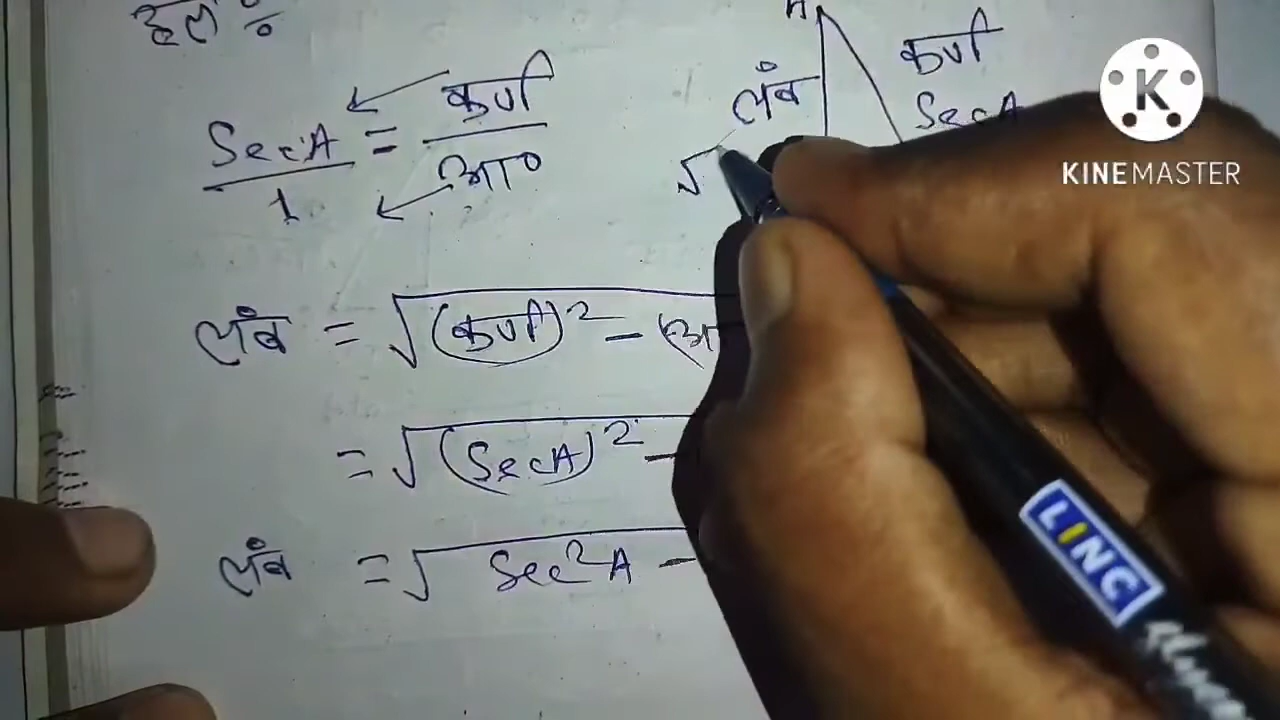 हल %
A
कर्ण
SecA
लंब
√
SecA/1 = कर्ण/आ०
लंब = √(कर्ण)² - (आ
= √(SecA)² -
लंब = √Sec²A -
K
KINEMASTER
LINC